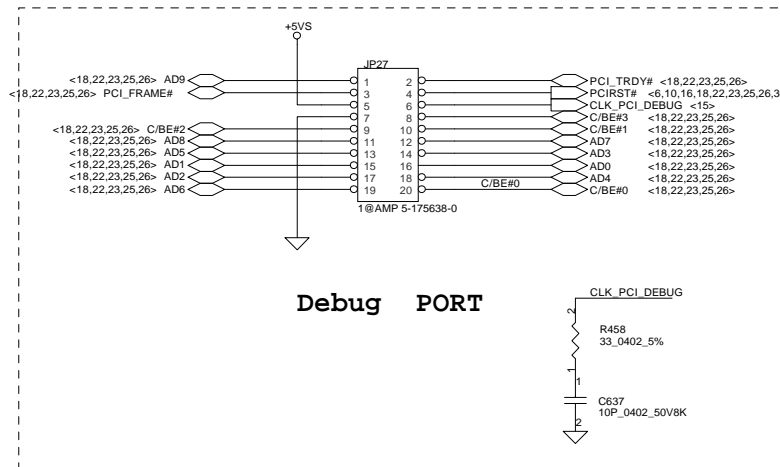 +5VS
JP27
<18,22,23,25,26> AD9 1 2 PCI_TRDY# <18,22,23,25,26>
<18,22,23,25,26> PCI_FRAME# 3 4 PCIRST# <6,10,16,18,22,23,25,26,3
5 6 CLK_PCI_DEBUG <15>
7 8 C/BE#3 <18,22,23,25,26>
<18,22,23,25,26> C/BE#2 9 10 C/BE#1 <18,22,23,25,26>
<18,22,23,25,26> AD8 11 12 AD7 <18,22,23,25,26>
<18,22,23,25,26> AD5 13 14 AD3 <18,22,23,25,26>
<18,22,23,25,26> AD1 15 16 AD0 <18,22,23,25,26>
<18,22,23,25,26> AD2 17 18 AD4 <18,22,23,25,26>
<18,22,23,25,26> AD6 19 20 C/BE#0 C/BE#0 <18,22,23,25,26>
1@AMP 5-175638-0
Debug PORT
CLK_PCI_DEBUG
2
R458
33_0402_5%
1
1
C637
10P_0402_50V8K
2